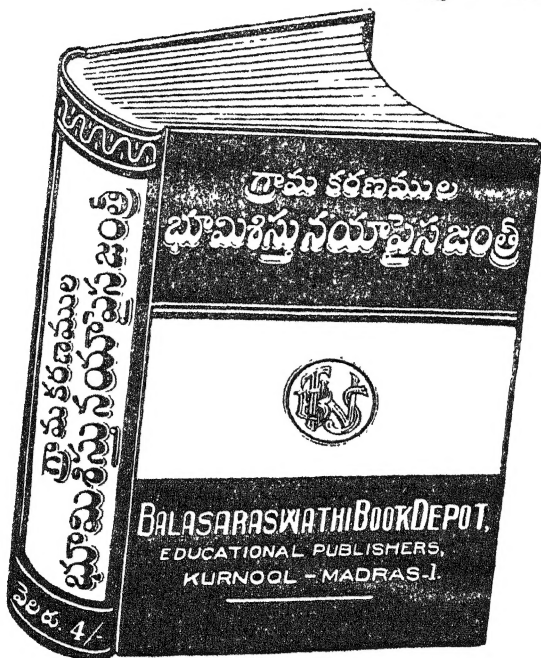 గ్రామ కరణముల
భూమిశిస్తు నయాపైస జంత్రీ
BALASARASWATHI BOOK DEPOT,
EDUCATIONAL PUBLISHERS,
KURNOOL - MADRAS-1.
గ్రామ కరణముల
భూమిశిస్తు నయాపైస జంత్రీ
వెల రు. 4/-